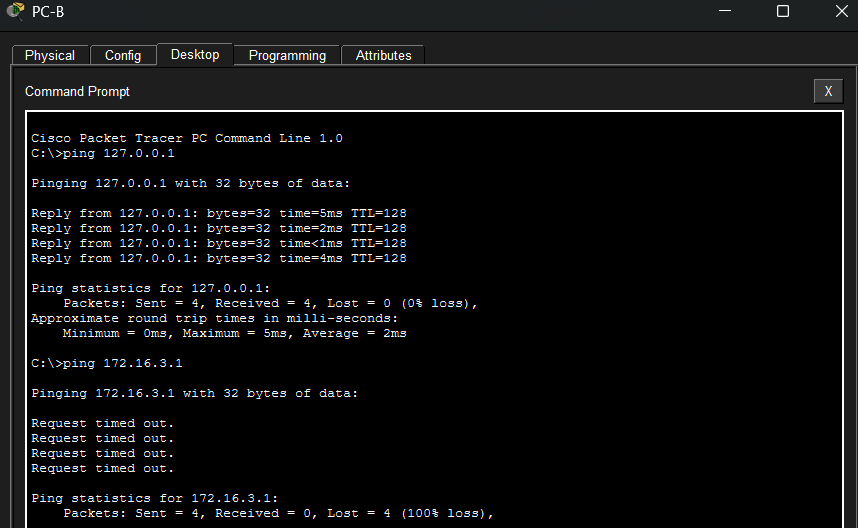 PC-B
Physical Config Desktop Programming Attributes
Command Prompt X
Cisco Packet Tracer PC Command Line 1.0
C:\>ping 127.0.0.1
Pinging 127.0.0.1 with 32 bytes of data:
Reply from 127.0.0.1: bytes=32 time=5ms TTL=128
Reply from 127.0.0.1: bytes=32 time=2ms TTL=128
Reply from 127.0.0.1: bytes=32 time<1ms TTL=128
Reply from 127.0.0.1: bytes=32 time=4ms TTL=128
Ping statistics for 127.0.0.1:
Packets: Sent = 4, Received = 4, Lost = 0 (0% loss),
Approximate round trip times in milli-seconds:
Minimum = 0ms, Maximum = 5ms, Average = 2ms
C:\>ping 172.16.3.1
Pinging 172.16.3.1 with 32 bytes of data:
Request timed out.
Request timed out.
Request timed out.
Request timed out.
Ping statistics for 172.16.3.1:
Packets: Sent = 4, Received = 0, Lost = 4 (100% loss),